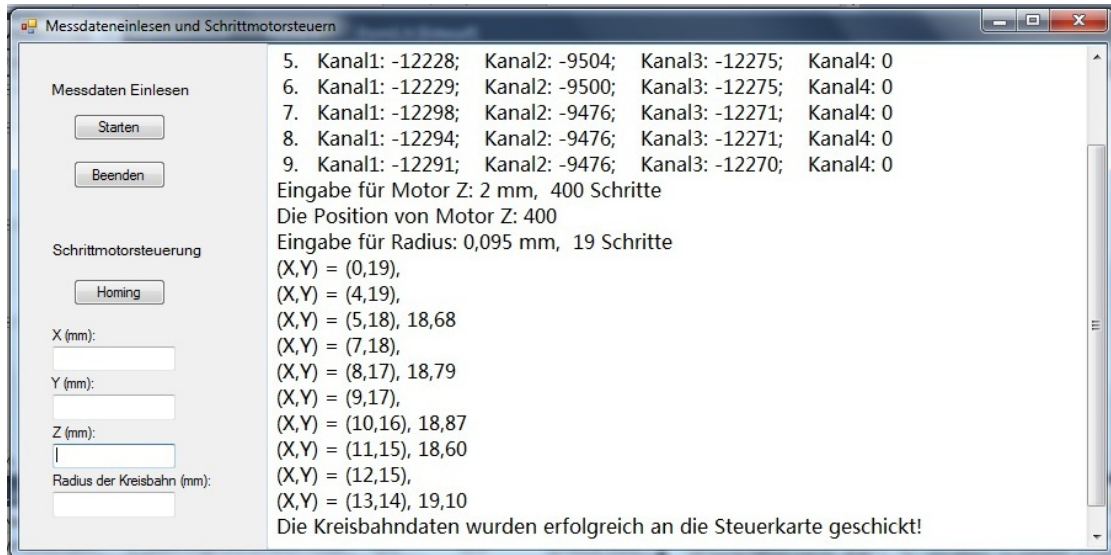 Messdateneinlesen und Schrittmotorsteuern
Messdaten Einlesen
Starten
Beenden
Schrittmotorsteuerung
Homing
X (mm):
Y (mm):
Z (mm):
Radius der Kreisbahn (mm):
5. Kanal1: -12228; Kanal2: -9504; Kanal3: -12275; Kanal4: 0
6. Kanal1: -12229; Kanal2: -9500; Kanal3: -12275; Kanal4: 0
7. Kanal1: -12298; Kanal2: -9476; Kanal3: -12271; Kanal4: 0
8. Kanal1: -12294; Kanal2: -9476; Kanal3: -12271; Kanal4: 0
9. Kanal1: -12291; Kanal2: -9476; Kanal3: -12270; Kanal4: 0
Eingabe für Motor Z: 2 mm, 400 Schritte
Die Position von Motor Z: 400
Eingabe für Radius: 0,095 mm, 19 Schritte
(X,Y) = (0,19),
(X,Y) = (4,19),
(X,Y) = (5,18), 18,68
(X,Y) = (7,18),
(X,Y) = (8,17), 18,79
(X,Y) = (9,17),
(X,Y) = (10,16), 18,87
(X,Y) = (11,15), 18,60
(X,Y) = (12,15),
(X,Y) = (13,14), 19,10
Die Kreisbahndaten wurden erfolgreich an die Steuerkarte geschickt!